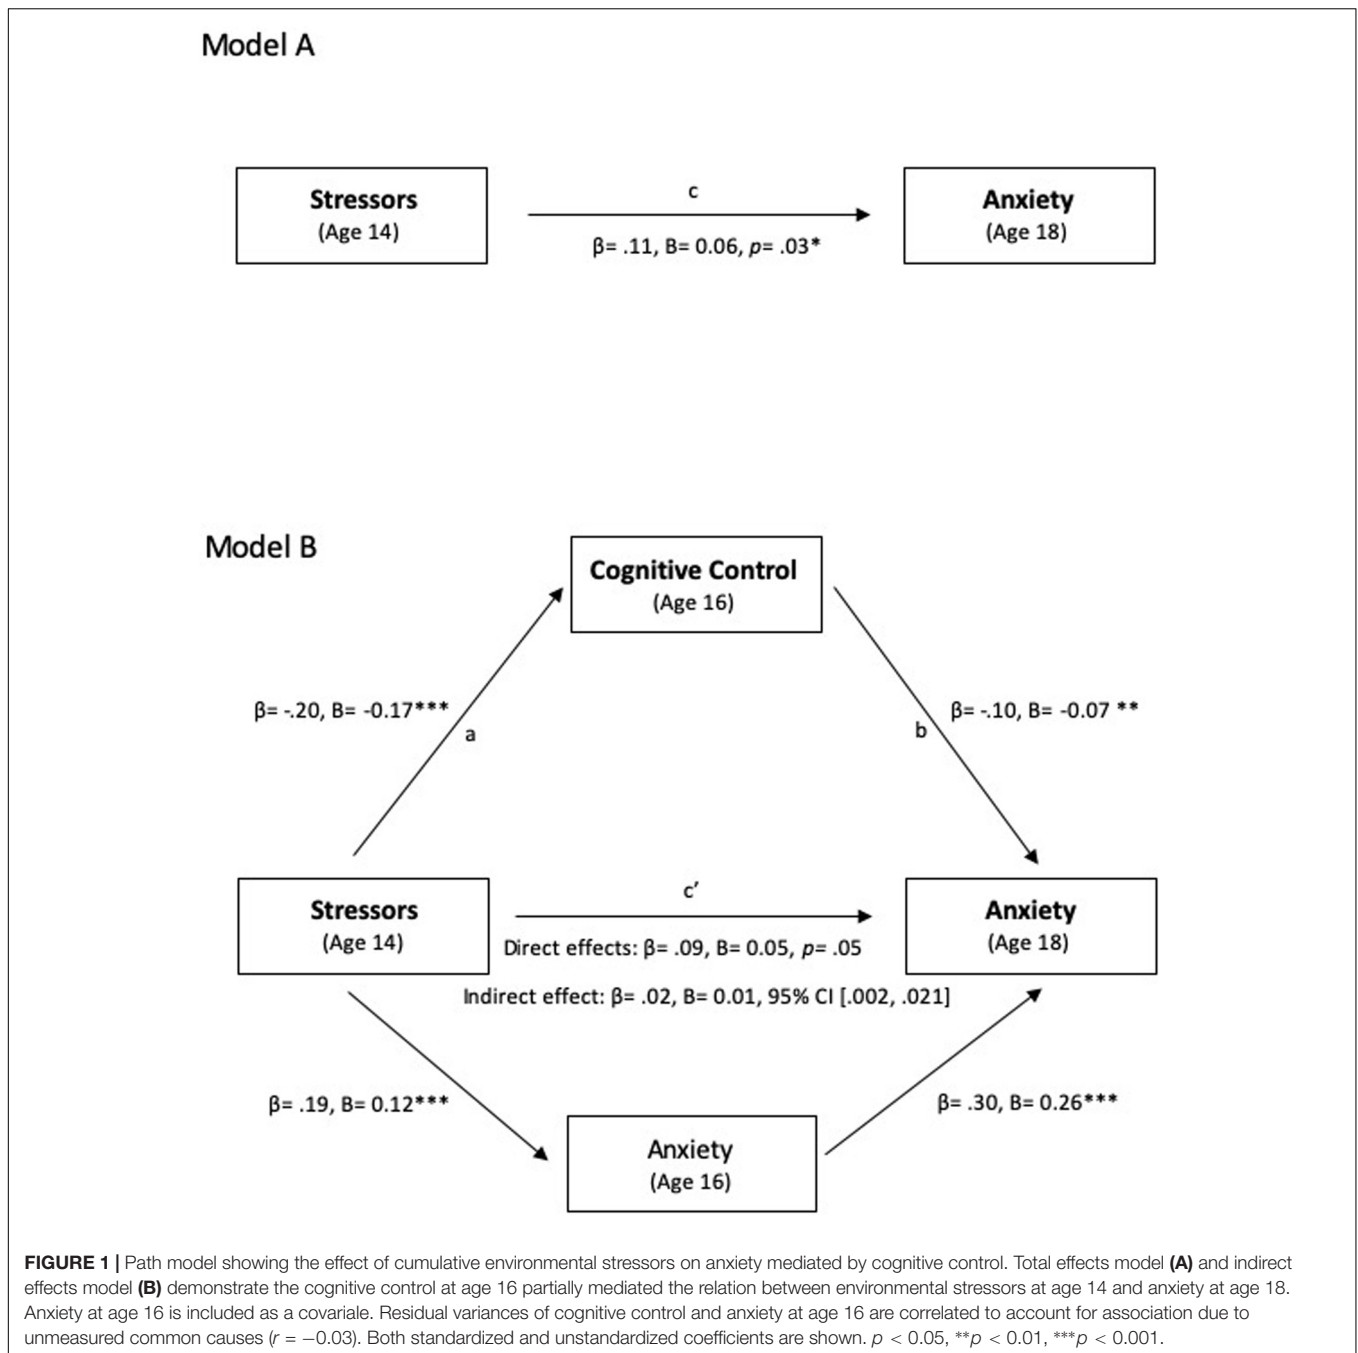 Model A
Stressors
(Age 14)
c
β= .11, B= 0.06, p= .03*
Anxiety
(Age 18)
Model B
Cognitive Control
(Age 16)
β= -.20, B= -0.17***
a
b
β= -.10, B= -0.07 **
Stressors
(Age 14)
c’
Direct effects: β= .09, B= 0.05, p= .05
Indirect effect: β= .02, B= 0.01, 95% CI [.002, .021]
Anxiety
(Age 18)
β= .19, B= 0.12***
β= .30, B= 0.26***
Anxiety
(Age 16)
FIGURE 1 | Path model showing the effect of cumulative environmental stressors on anxiety mediated by cognitive control. Total effects model (A) and indirect
effects model (B) demonstrate the cognitive control at age 16 partially mediated the relation between environmental stressors at age 14 and anxiety at age 18.
Anxiety at age 16 is included as a covariale. Residual variances of cognitive control and anxiety at age 16 are correlated to account for association due to
unmeasured common causes (r = −0.03). Both standardized and unstandardized coefficients are shown. p < 0.05, **p < 0.01, ***p < 0.001.